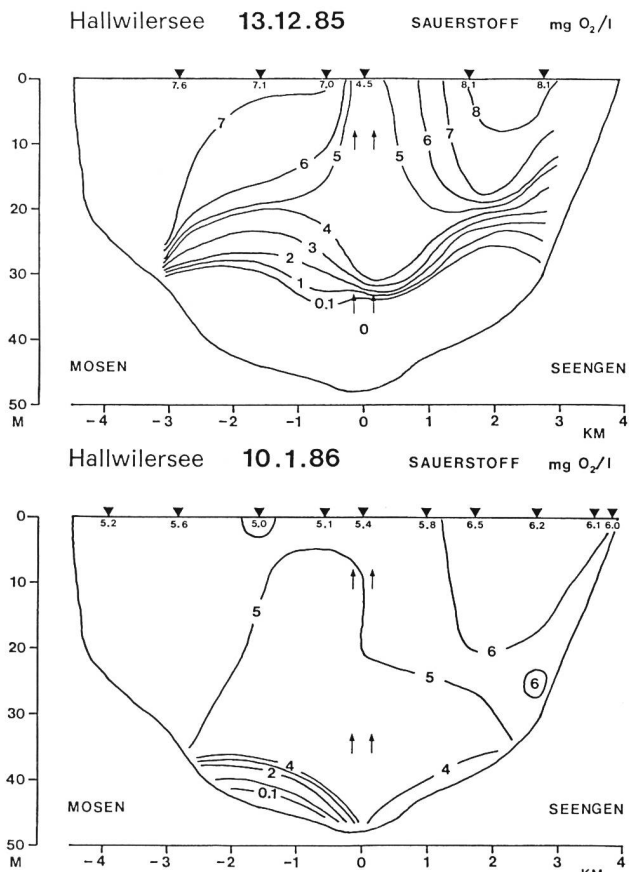 Hallwilersee 13.12.85 SAUERSTOFF mg O₂/l
0 7.6 7.1 7.0 4.5 8.1 8.1
8
7 7
10
6
6 5 5
20
4
3
2
30
1
0.1
0
40
MOSEN SEENGEN
50
M −4 −3 −2 −1 0 1 2 3 4
KM
Hallwilersee 10.1.86 SAUERSTOFF mg O₂/l
0 5.2 5.6 5.0 5.1 5.4 5.8 6.5 6.2 6.1 6.0
10
5
20 6
5 6
30
4 4
2
40
0.1
MOSEN SEENGEN
50
M −4 −3 −2 −1 0 1 2 3 4
KM